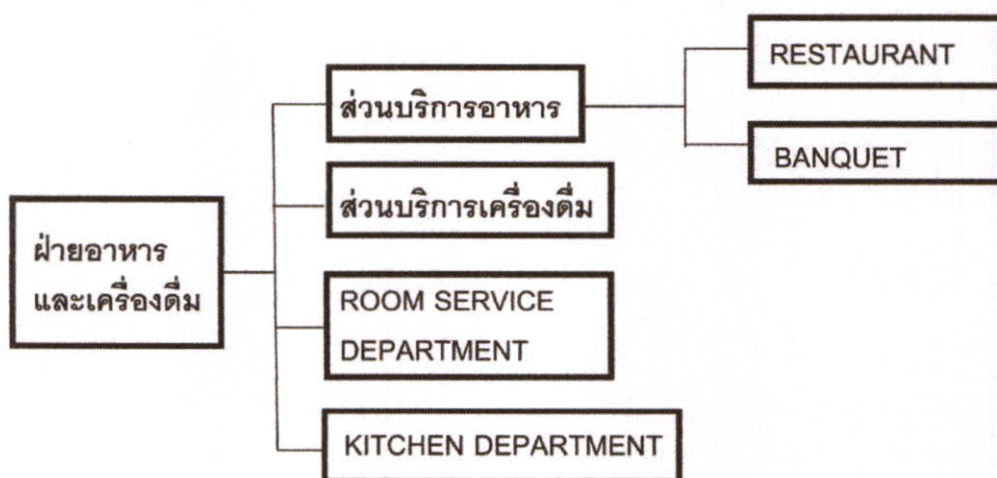 ฝ่ายอาหาร
และเครื่องดื่ม
ส่วนบริการอาหาร
RESTAURANT
BANQUET
ส่วนบริการเครื่องดื่ม
ROOM SERVICE
DEPARTMENT
KITCHEN DEPARTMENT